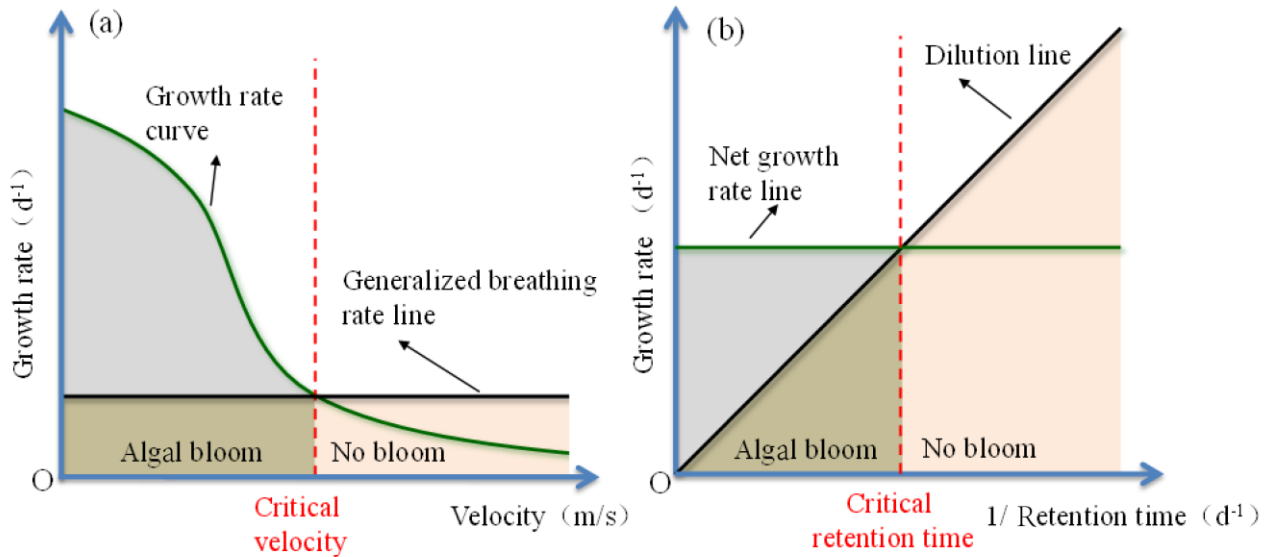 (a)
Growth rate
curve
Generalized breathing
rate line
Growth rate（d⁻¹）
Algal bloom
No bloom
O
Critical
velocity
Velocity（m/s）
(b)
Dilution line
Net growth
rate line
Growth rate（d⁻¹）
Algal bloom
No bloom
O
Critical
retention time
1/ Retention time（d⁻¹）